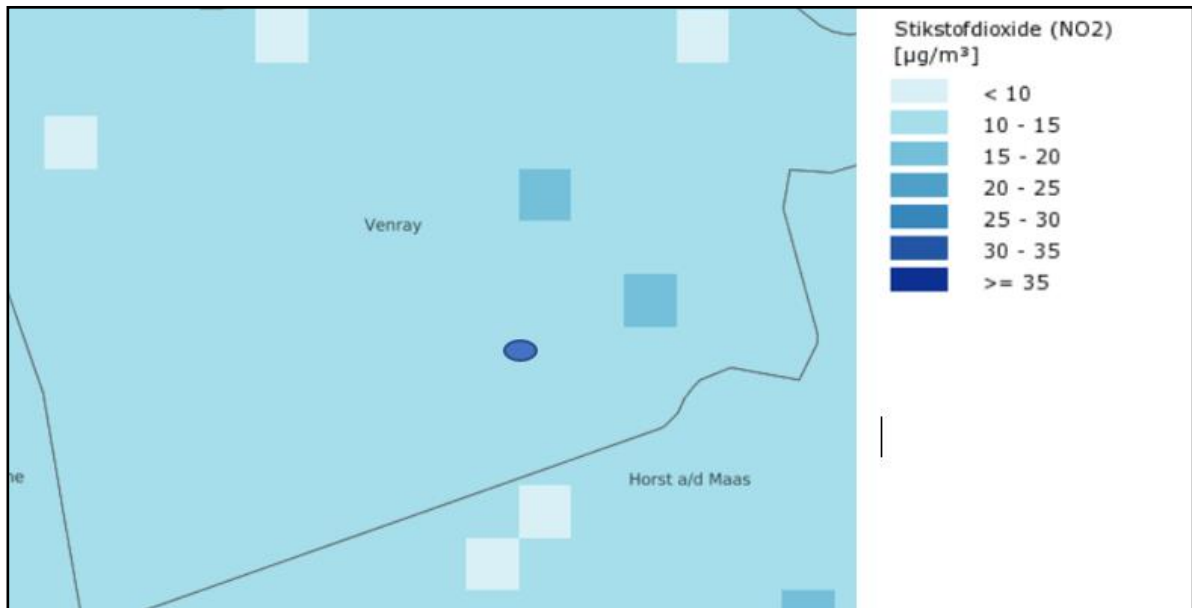 Stikstofdioxide (NO2)
[µg/m³]
< 10
10 - 15
15 - 20
20 - 25
25 - 30
30 - 35
>= 35
Venray
ne
Horst a/d Maas